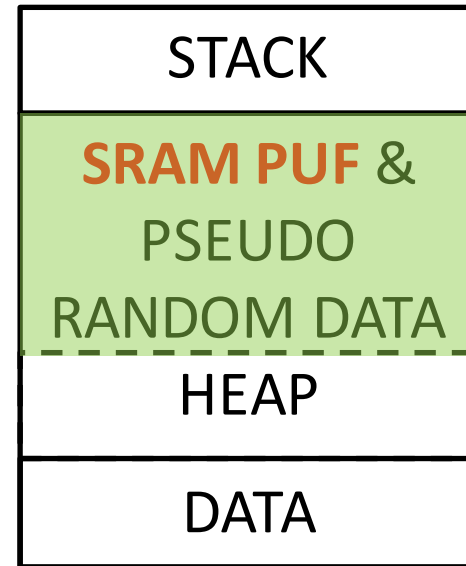 STACK
SRAM PUF &
PSEUDO
RANDOM DATA
HEAP
DATA